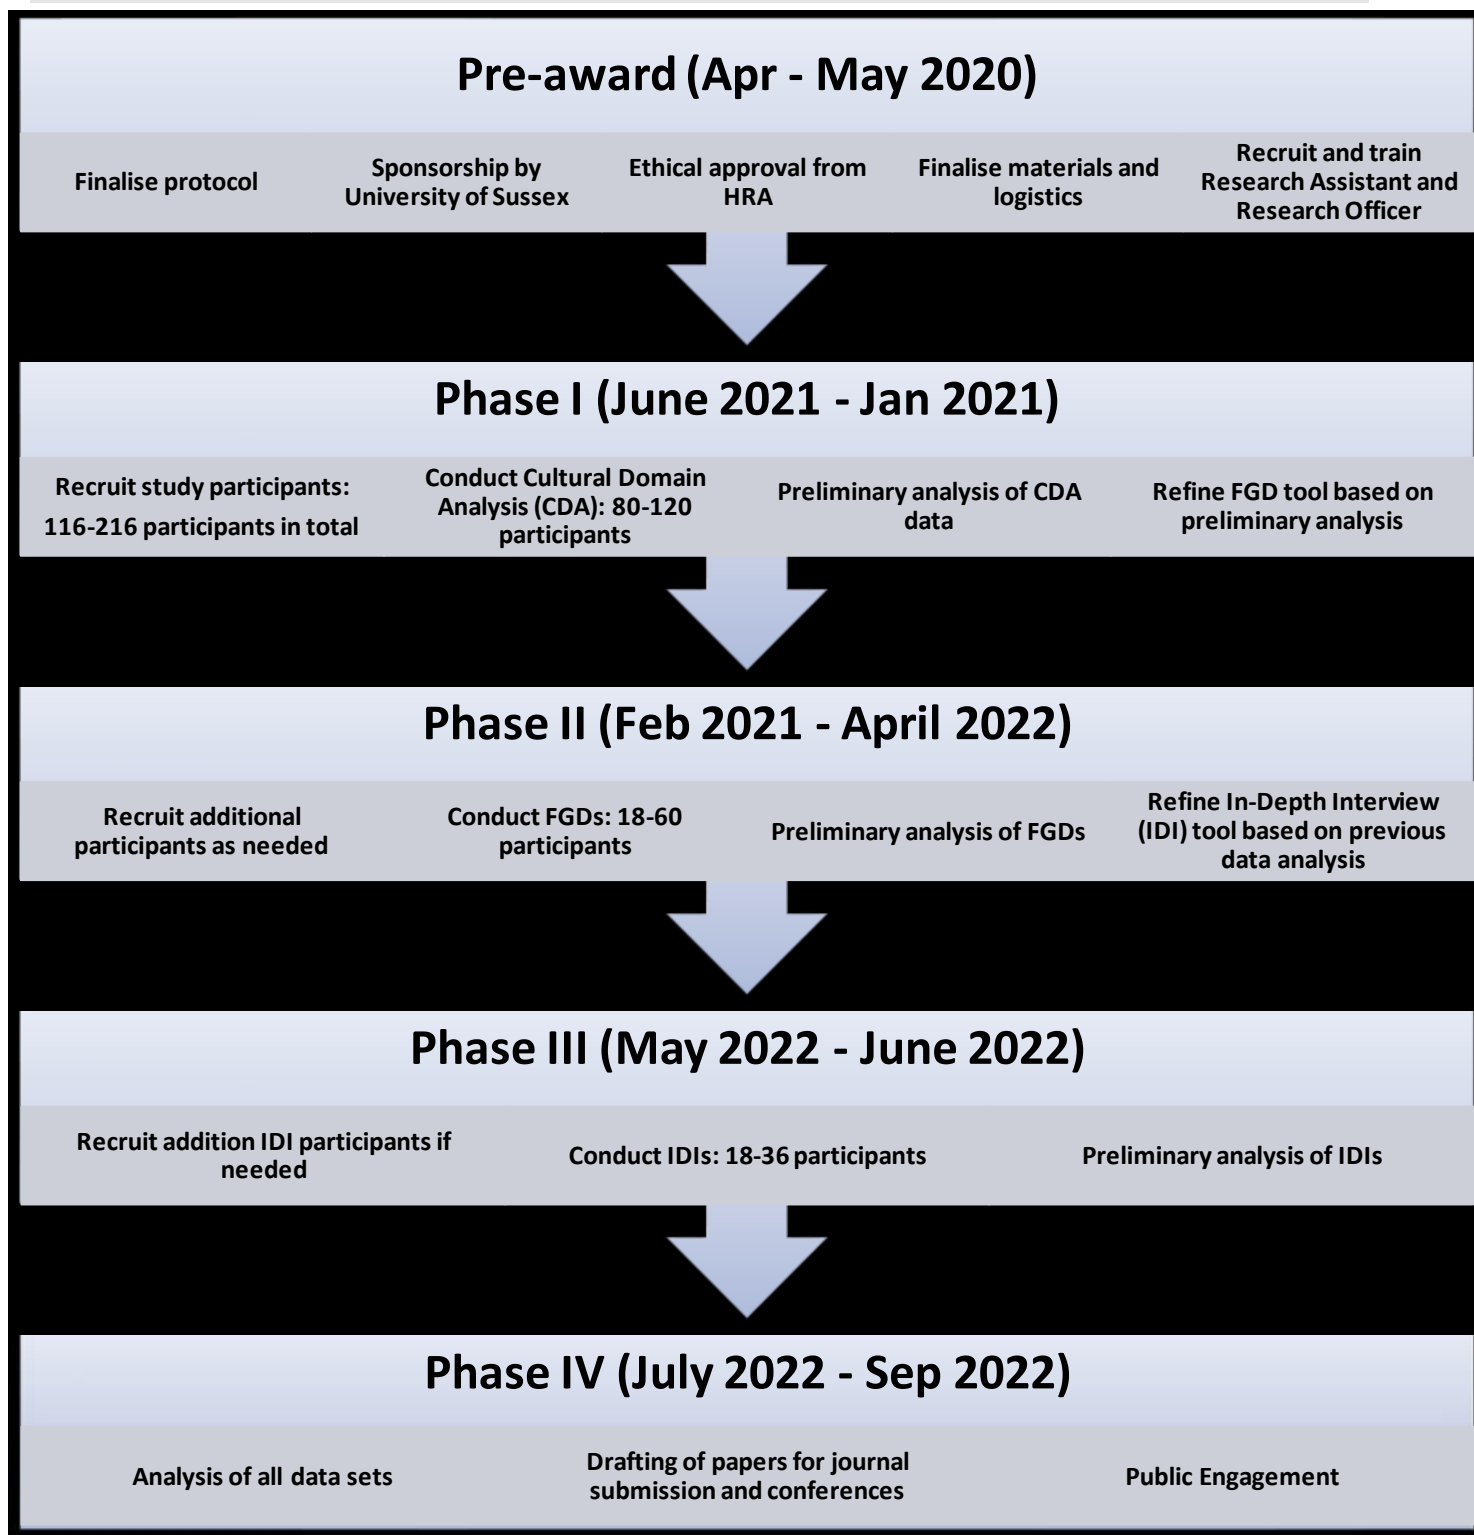 Pre-award (Apr - May 2020)
Finalise protocol
Sponsorship by
University of Sussex
Ethical approval from
HRA
Finalise materials and
logistics
Recruit and train
Research Assistant and
Research Officer
Phase I (June 2021 - Jan 2021)
Recruit study participants:
116-216 participants in total
Conduct Cultural Domain
Analysis (CDA): 80-120
participants
Preliminary analysis of CDA
data
Refine FGD tool based on
preliminary analysis
Phase II (Feb 2021 - April 2022)
Recruit additional
participants as needed
Conduct FGDs: 18-60
participants
Preliminary analysis of FGDs
Refine In-Depth Interview
(IDI) tool based on previous
data analysis
Phase III (May 2022 - June 2022)
Recruit addition IDI participants if
needed
Conduct IDIs: 18-36 participants
Preliminary analysis of IDIs
Phase IV (July 2022 - Sep 2022)
Analysis of all data sets
Drafting of papers for journal
submission and conferences
Public Engagement